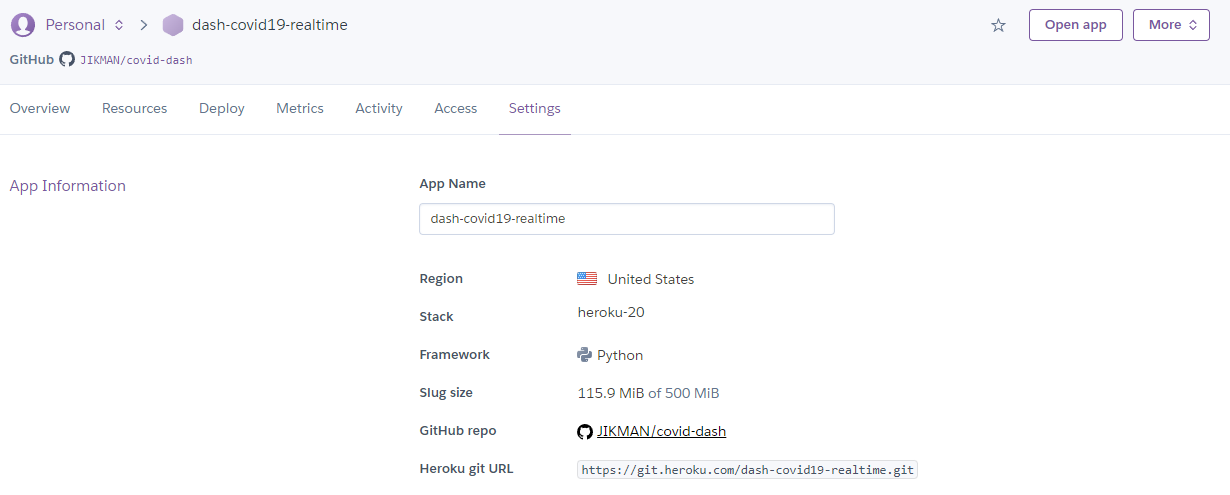 Personal dash-covid19-realtime Open app More
GitHub JIKMAN/covid-dash
Overview Resources Deploy Metrics Activity Access Settings
App Information
App Name
dash-covid19-realtime
Region United States
Stack heroku-20
Framework Python
Slug size 115.9 MiB of 500 MiB
GitHub repo JIKMAN/covid-dash
Heroku git URL https://git.heroku.com/dash-covid19-realtime.git